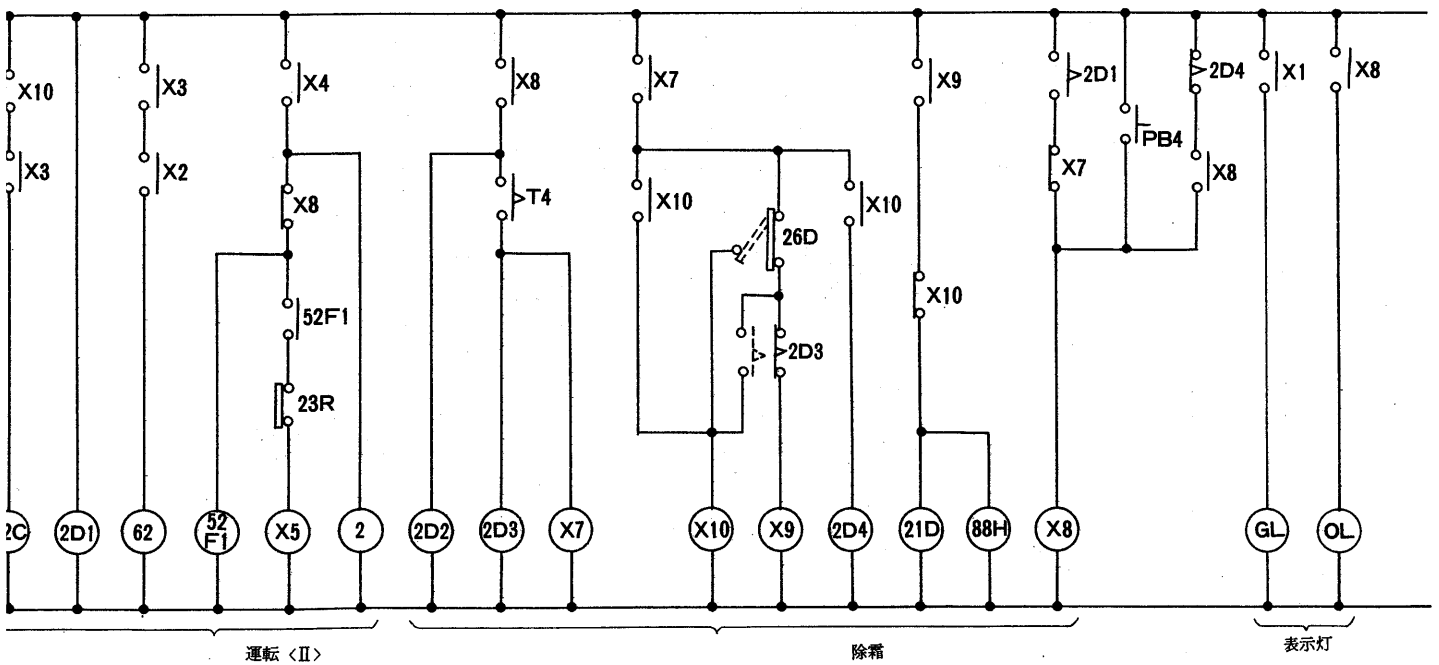 X10
X3
X4
X8
X7
X9
2D1
2D4
X1
X8
PB4
X3
X2
X8
T4
X10
26D
X10
X7
X8
52F1
X10
2D3
23R
2C
2D1
62
52
F1
X5
2
2D2
2D3
X7
X10
X9
2D4
21D
88H
X8
GL
OL
運転〈II〉
除霜
表示灯